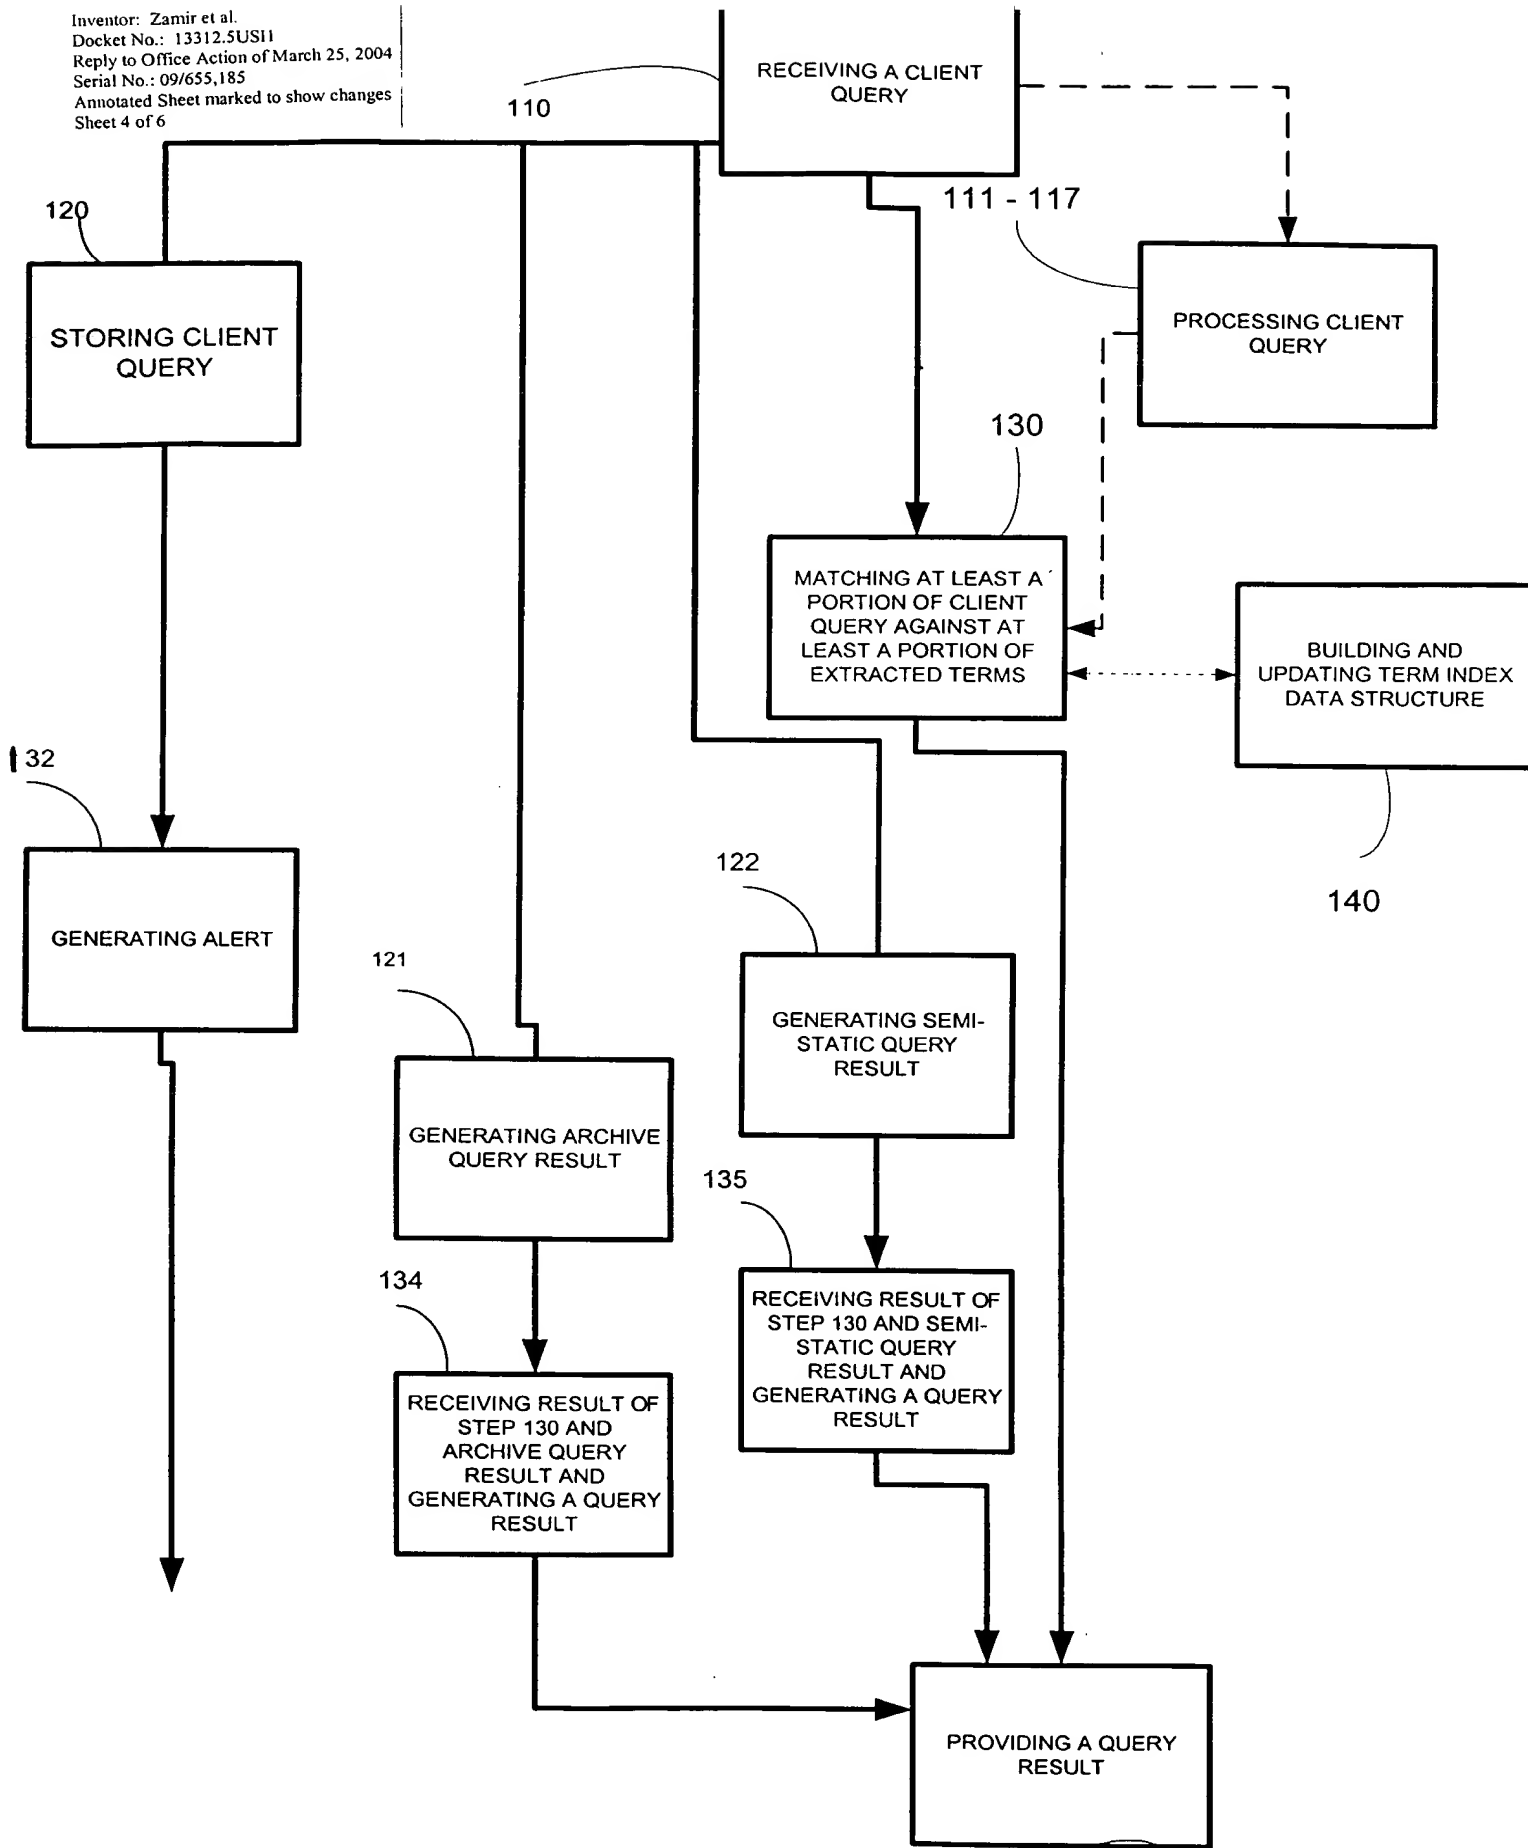 Inventor: Zamir et al.
Docket No.: 13312.5USI1
Reply to Office Action of March 25, 2004
Serial No.: 09/655,185
Annotated Sheet marked to show changes
Sheet 4 of 6
110
RECEIVING A CLIENT
QUERY
120
STORING CLIENT
QUERY
111 - 117
PROCESSING CLIENT
QUERY
130
MATCHING AT LEAST A
PORTION OF CLIENT
QUERY AGAINST AT
LEAST A PORTION OF
EXTRACTED TERMS
BUILDING AND
UPDATING TERM INDEX
DATA STRUCTURE
140
132
GENERATING ALERT
121
GENERATING ARCHIVE
QUERY RESULT
122
GENERATING SEMI-
STATIC QUERY
RESULT
134
RECEIVING RESULT OF
STEP 130 AND
ARCHIVE QUERY
RESULT AND
GENERATING A QUERY
RESULT
135
RECEIVING RESULT OF
STEP 130 AND SEMI-
STATIC QUERY
RESULT AND
GENERATING A QUERY
RESULT
PROVIDING A QUERY
RESULT